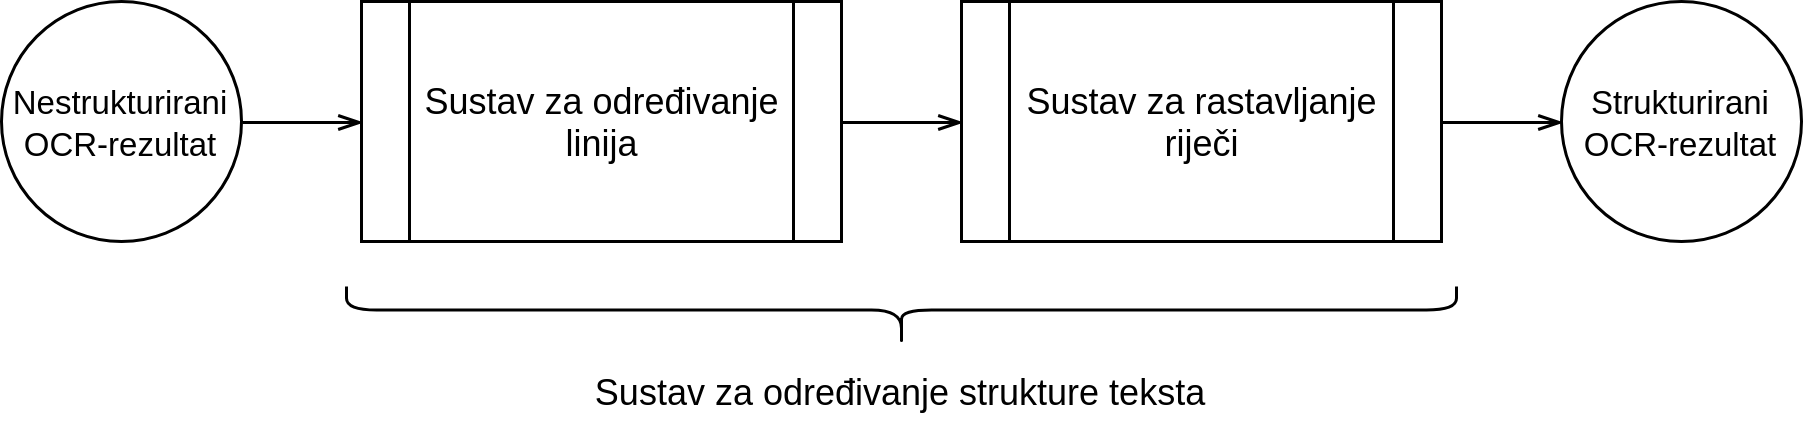 Nestrukturirani
OCR-rezultat
Sustav za određivanje
linija
Sustav za rastavljanje
riječi
Strukturirani
OCR-rezultat
Sustav za određivanje strukture teksta